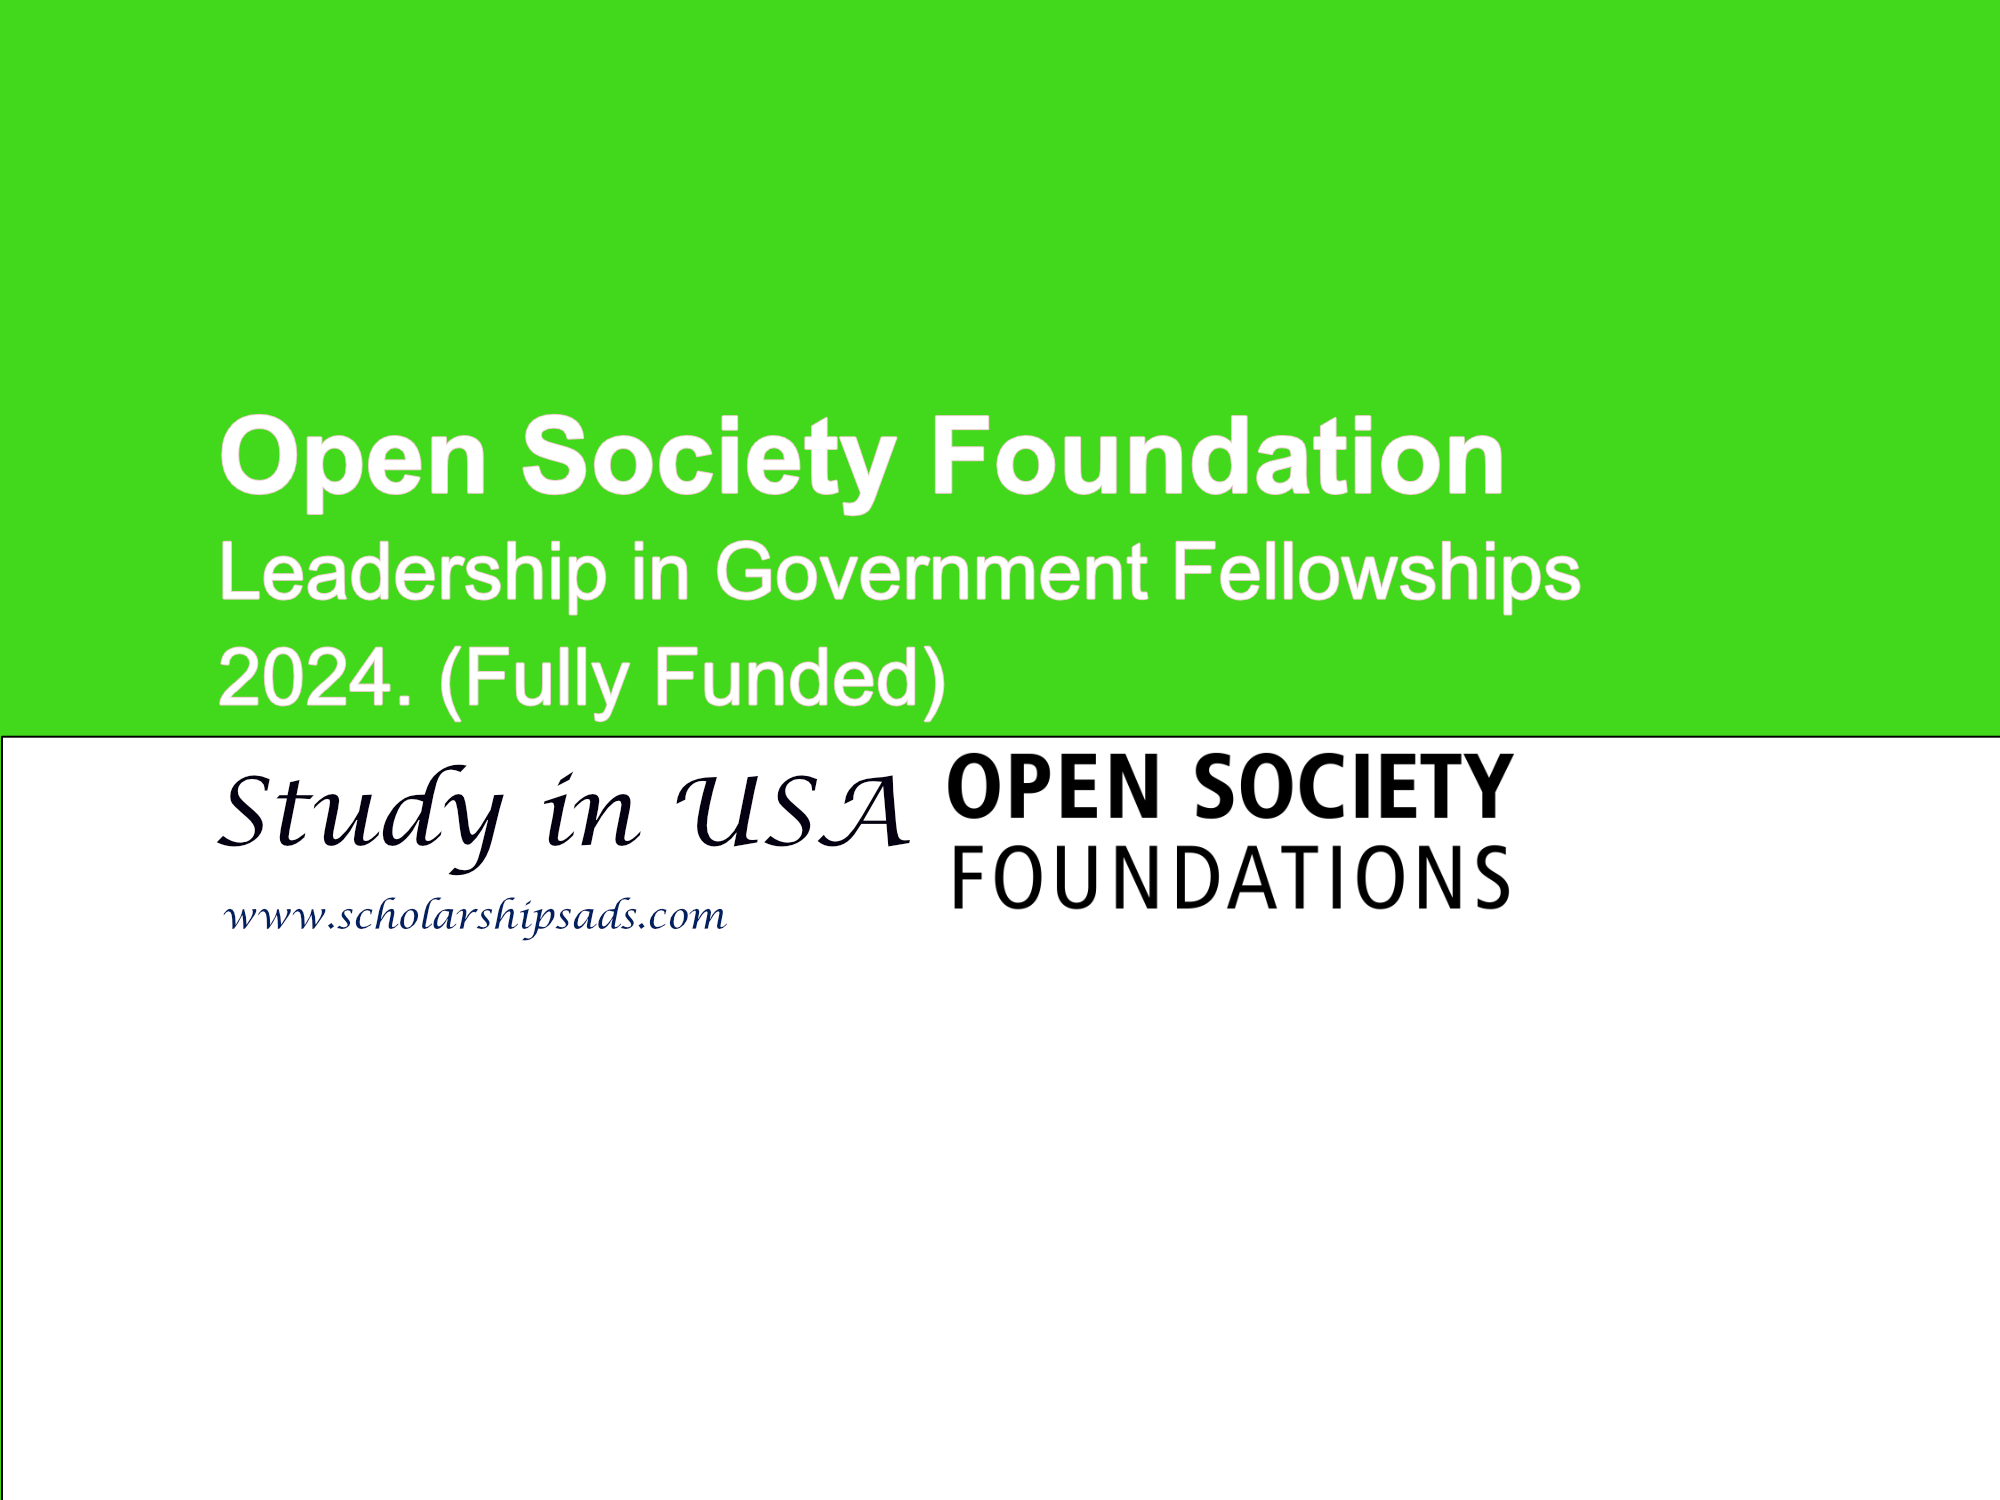 Open Society Foundation
Leadership in Government Fellowships
2024. (Fully Funded)
Study in USA
www.scholarshipsads.com
OPEN SOCIETY
FOUNDATIONS